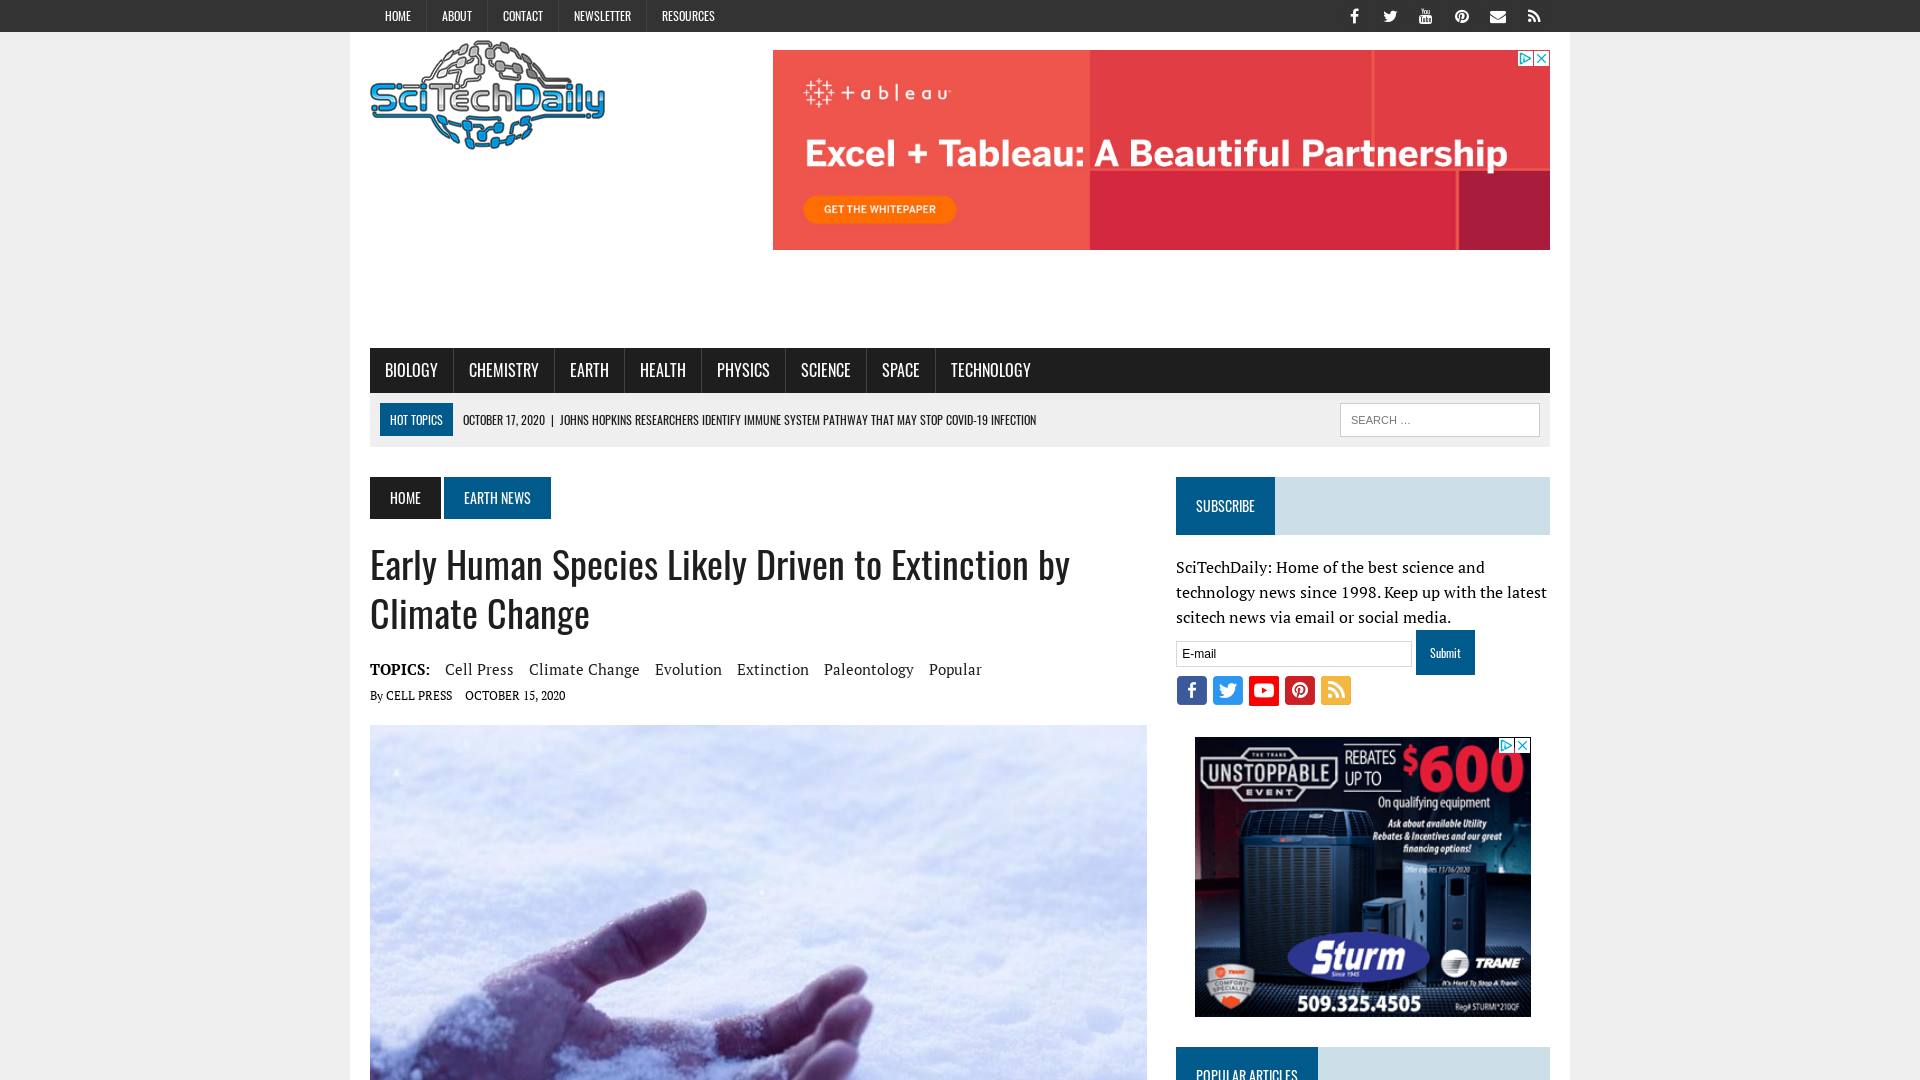 HOME ABOUT CONTACT NEWSLETTER RESOURCES
SciTechDaily
+ a b l e a u
Excel + Tableau: A Beautiful Partnership
GET THE WHITEPAPER
BIOLOGY CHEMISTRY EARTH HEALTH PHYSICS SCIENCE SPACE TECHNOLOGY
HOT TOPICS OCTOBER 17, 2020 | JOHNS HOPKINS RESEARCHERS IDENTIFY IMMUNE SYSTEM PATHWAY THAT MAY STOP COVID-19 INFECTION SEARCH …
HOME EARTH NEWS
Early Human Species Likely Driven to Extinction by
Climate Change
TOPICS: Cell Press Climate Change Evolution Extinction Paleontology Popular
By CELL PRESS OCTOBER 15, 2020
SUBSCRIBE
SciTechDaily: Home of the best science and
technology news since 1998. Keep up with the latest
scitech news via email or social media.
E-mail Submit
THE TRANE
UNSTOPPABLE
EVENT
REBATES
UP TO
$600
On qualifying equipment
Ask about available Utility
Rebates & Incentives and our great
financing options!
Offer expires 11/16/2020
Sturm
Since 1945
TRANE
COMFORT
SPECIALIST
TRANE
It's Hard To Stop A Trane.
509.325.4505
Reg# STURMI*210QF
POPULAR ARTICLES